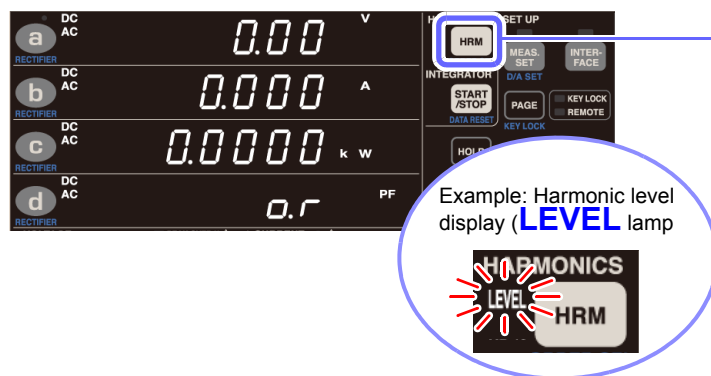 DC
AC
a
RECTIFIER
0.00
V
DC
AC
b
RECTIFIER
0.000
A
DC
AC
C
RECTIFIER
0.0000
k W
DC
AC
d
RECTIFIER
o.r
PF
SET UP
HRM
MEAS.
SET
D/A SET
INTER-
FACE
INTEGRATOR
START
/STOP
DATA RESET
PAGE
KEY LOCK
KEY LOCK
REMOTE
Example: Harmonic level
display (LEVEL lamp
HARMONICS
LEVEL
HRM